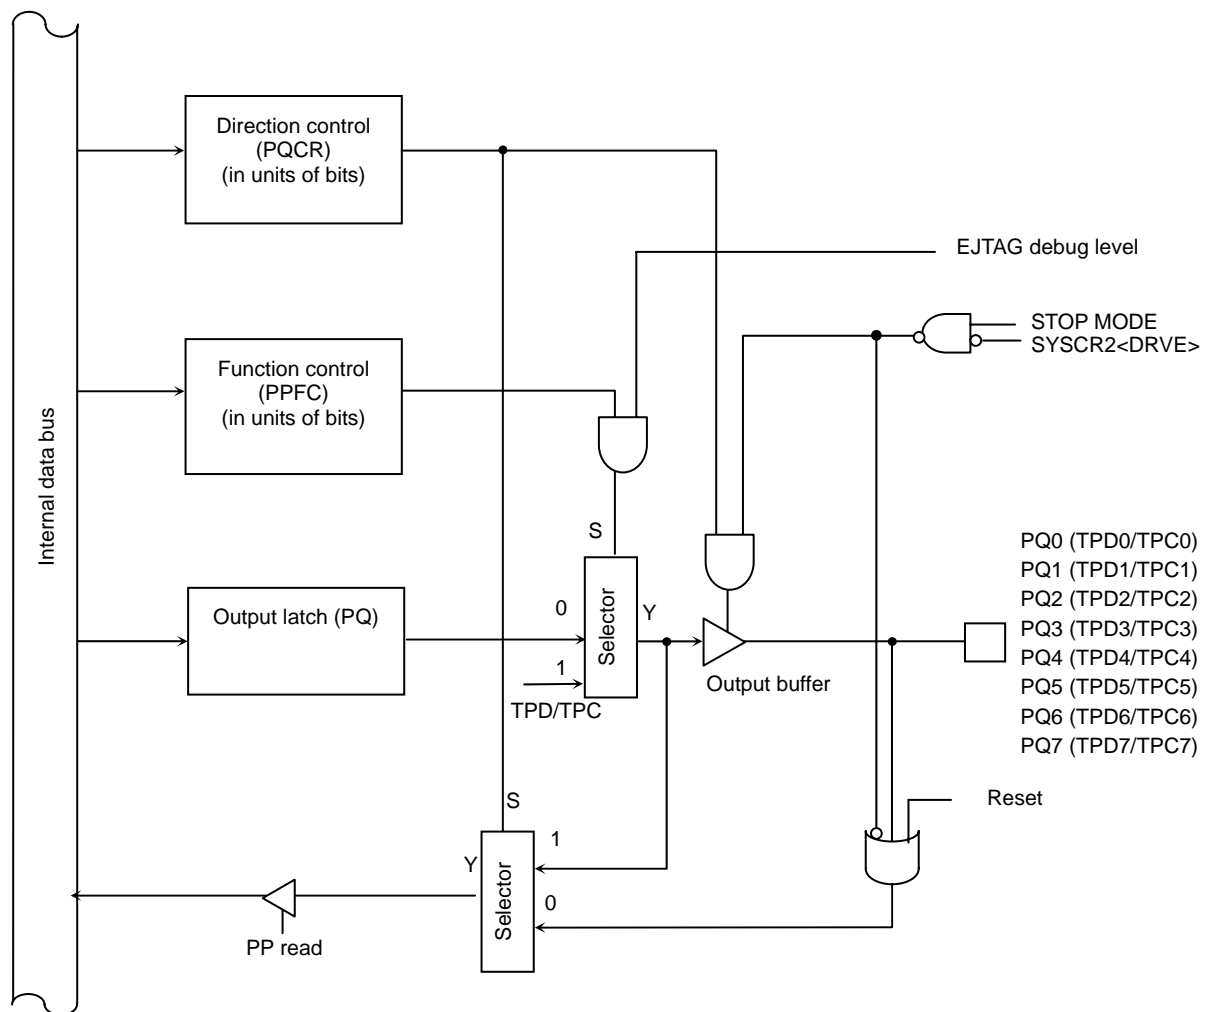 Internal data bus
Direction control
(PQCR)
(in units of bits)
EJTAG debug level
STOP MODE
SYSCR2<DRVE>
Function control
(PPFC)
(in units of bits)
S
Output latch (PQ)
0
1
TPD/TPC
Selector
Y
Output buffer
PQ0 (TPD0/TPC0)
PQ1 (TPD1/TPC1)
PQ2 (TPD2/TPC2)
PQ3 (TPD3/TPC3)
PQ4 (TPD4/TPC4)
PQ5 (TPD5/TPC5)
PQ6 (TPD6/TPC6)
PQ7 (TPD7/TPC7)
Reset
S
Y
Selector
1
0
PP read